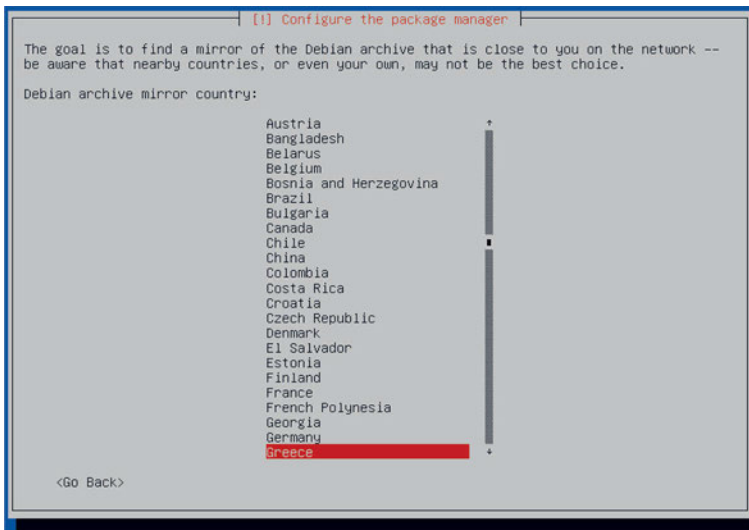 [!] Configure the package manager
The goal is to find a mirror of the Debian archive that is close to you on the network --
be aware that nearby countries, or even your own, may not be the best choice.
Debian archive mirror country:
Austria
Bangladesh
Belarus
Belgium
Bosnia and Herzegovina
Brazil
Bulgaria
Canada
Chile
China
Colombia
Costa Rica
Croatia
Czech Republic
Denmark
El Salvador
Estonia
Finland
France
French Polynesia
Georgia
Germany
Greece
<Go Back>